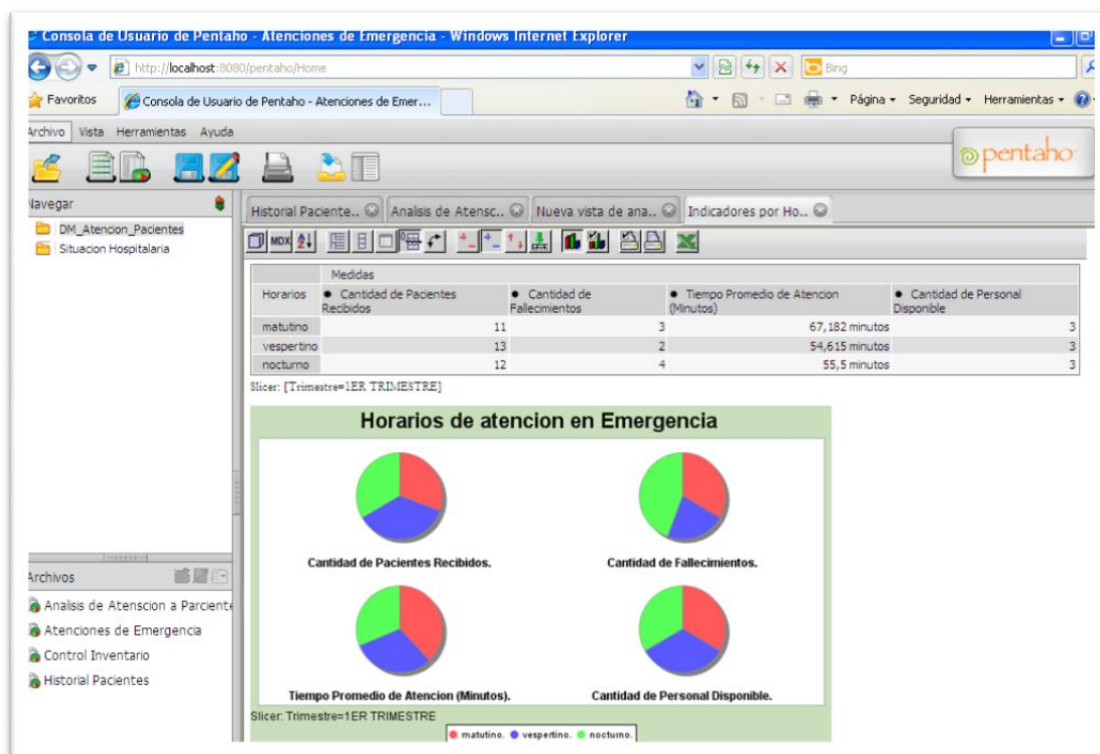 Consola de Usuario de Pentaho - Atenciones de Emergencia - Windows Internet Explorer
http://localhost:8080/pentaho/Home
Bing
Favoritos
Consola de Usuario de Pentaho - Atenciones de Emer...
Página Seguridad Herramientas
Archivo Vista Herramientas Ayuda
pentaho
Navegar
DM_Atencion_Pacientes
Situacion Hospitalaria
Historial Paciente.. Analsis de Atensc.. Nueva vista de ana.. Indicadores por Ho..
MDX
Medidas
Horarios Cantidad de Pacientes Recibidos Cantidad de Fallecimientos Tiempo Promedio de Atencion (Minutos) Cantidad de Personal Disponible
matutino 11 3 67,182 minutos 3
vespertino 13 2 54,615 minutos 3
nocturno 12 4 55,5 minutos 3
Slicer: [Trimestre=1ER TRIMESTRE]
Horarios de atencion en Emergencia
Cantidad de Pacientes Recibidos. Cantidad de Fallecimientos.
Tiempo Promedio de Atencion (Minutos). Cantidad de Personal Disponible.
Slicer: Trimestre=1ER TRIMESTRE
matutino. vespertino. nocturno.
Archivos
Analsis de Atenscion a Parciente
Atenciones de Emergencia
Control Inventario
Historial Pacientes